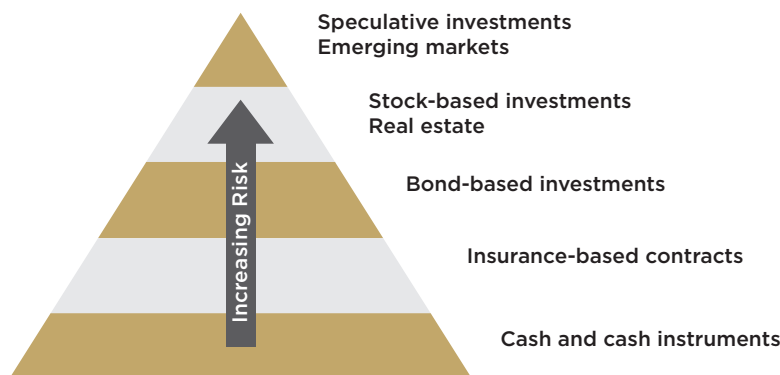 Speculative investments
Emerging markets
Stock-based investments
Real estate
Bond-based investments
Increasing Risk
Insurance-based contracts
Cash and cash instruments